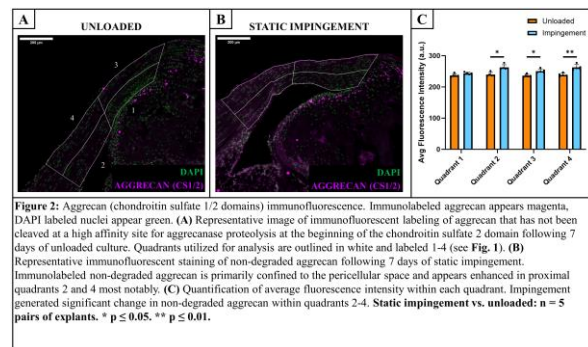 A
UNLOADED
B
STATIC IMPINGEMENT
C
3
4
1
2
DAPI
AGGRECAN (CS1/2)
DAPI
AGGRECAN (CS1/2)
Unloaded
Impingement
Avg Fluorescence Intensity (a.u.)
400
300
200
100
0
*
*
**
Quadrant 1
Quadrant 2
Quadrant 3
Quadrant 4
Figure 2: Aggrecan (chondroitin sulfate 1/2 domains) immunofluorescence. Immunolabeled aggrecan appears magenta,
DAPI labeled nuclei appear green. (A) Representative image of immunofluorescent labeling of aggrecan that has not been
cleaved at a high affinity site for aggrecanase proteolysis at the beginning of the chondroitin sulfate 2 domain following 7
days of unloaded culture. Quadrants utilized for analysis are outlined in white and labeled 1-4 (see Fig. 1). (B)
Representative immunofluorescent staining of non-degraded aggrecan following 7 days of static impingement.
Immunolabeled non-degraded aggrecan is primarily confined to the pericellular space and appears enhanced in proximal
quadrants 2 and 4 most notably. (C) Quantification of average fluorescence intensity within each quadrant. Impingement
generated significant change in non-degraded aggrecan within quadrants 2-4. Static impingement vs. unloaded: n = 5
pairs of explants. * p ≤ 0.05. ** p ≤ 0.01.